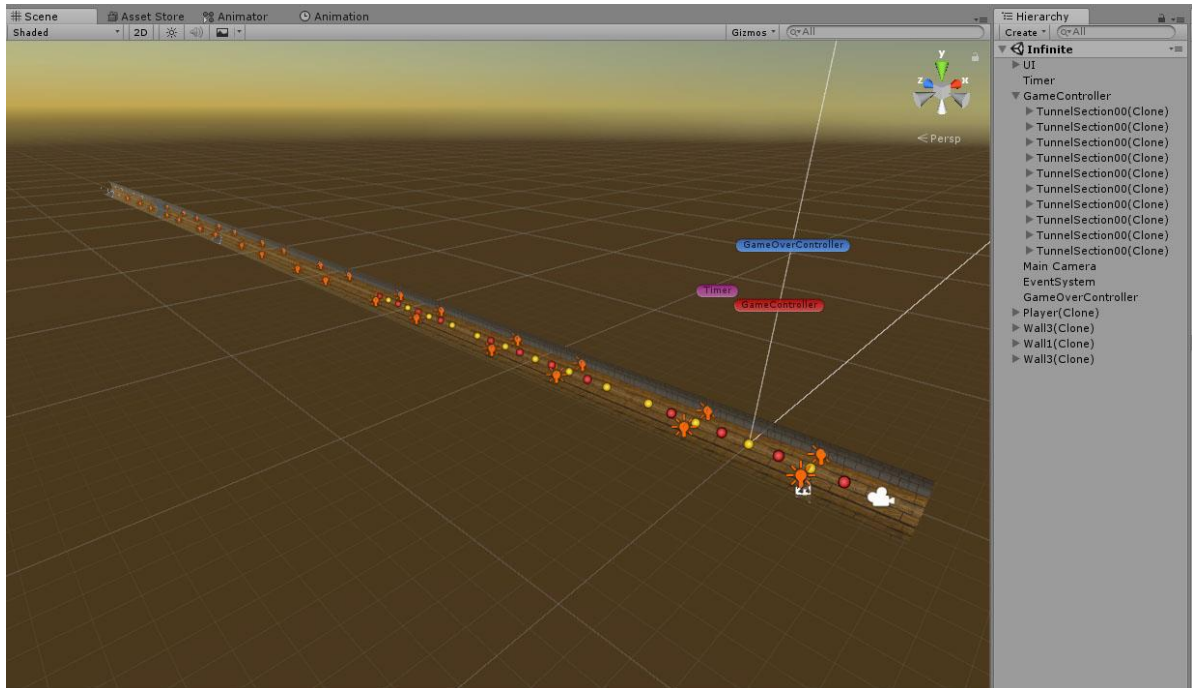 Scene Asset Store Animator Animation
Shaded 2D Gizmos All
y
z x
Persp
GameOverController
Timer
GameController
Hierarchy
Create All
Infinite
UI
Timer
GameController
TunnelSection00(Clone)
TunnelSection00(Clone)
TunnelSection00(Clone)
TunnelSection00(Clone)
TunnelSection00(Clone)
TunnelSection00(Clone)
TunnelSection00(Clone)
TunnelSection00(Clone)
TunnelSection00(Clone)
TunnelSection00(Clone)
Main Camera
EventSystem
GameOverController
Player(Clone)
Wall3(Clone)
Wall1(Clone)
Wall3(Clone)